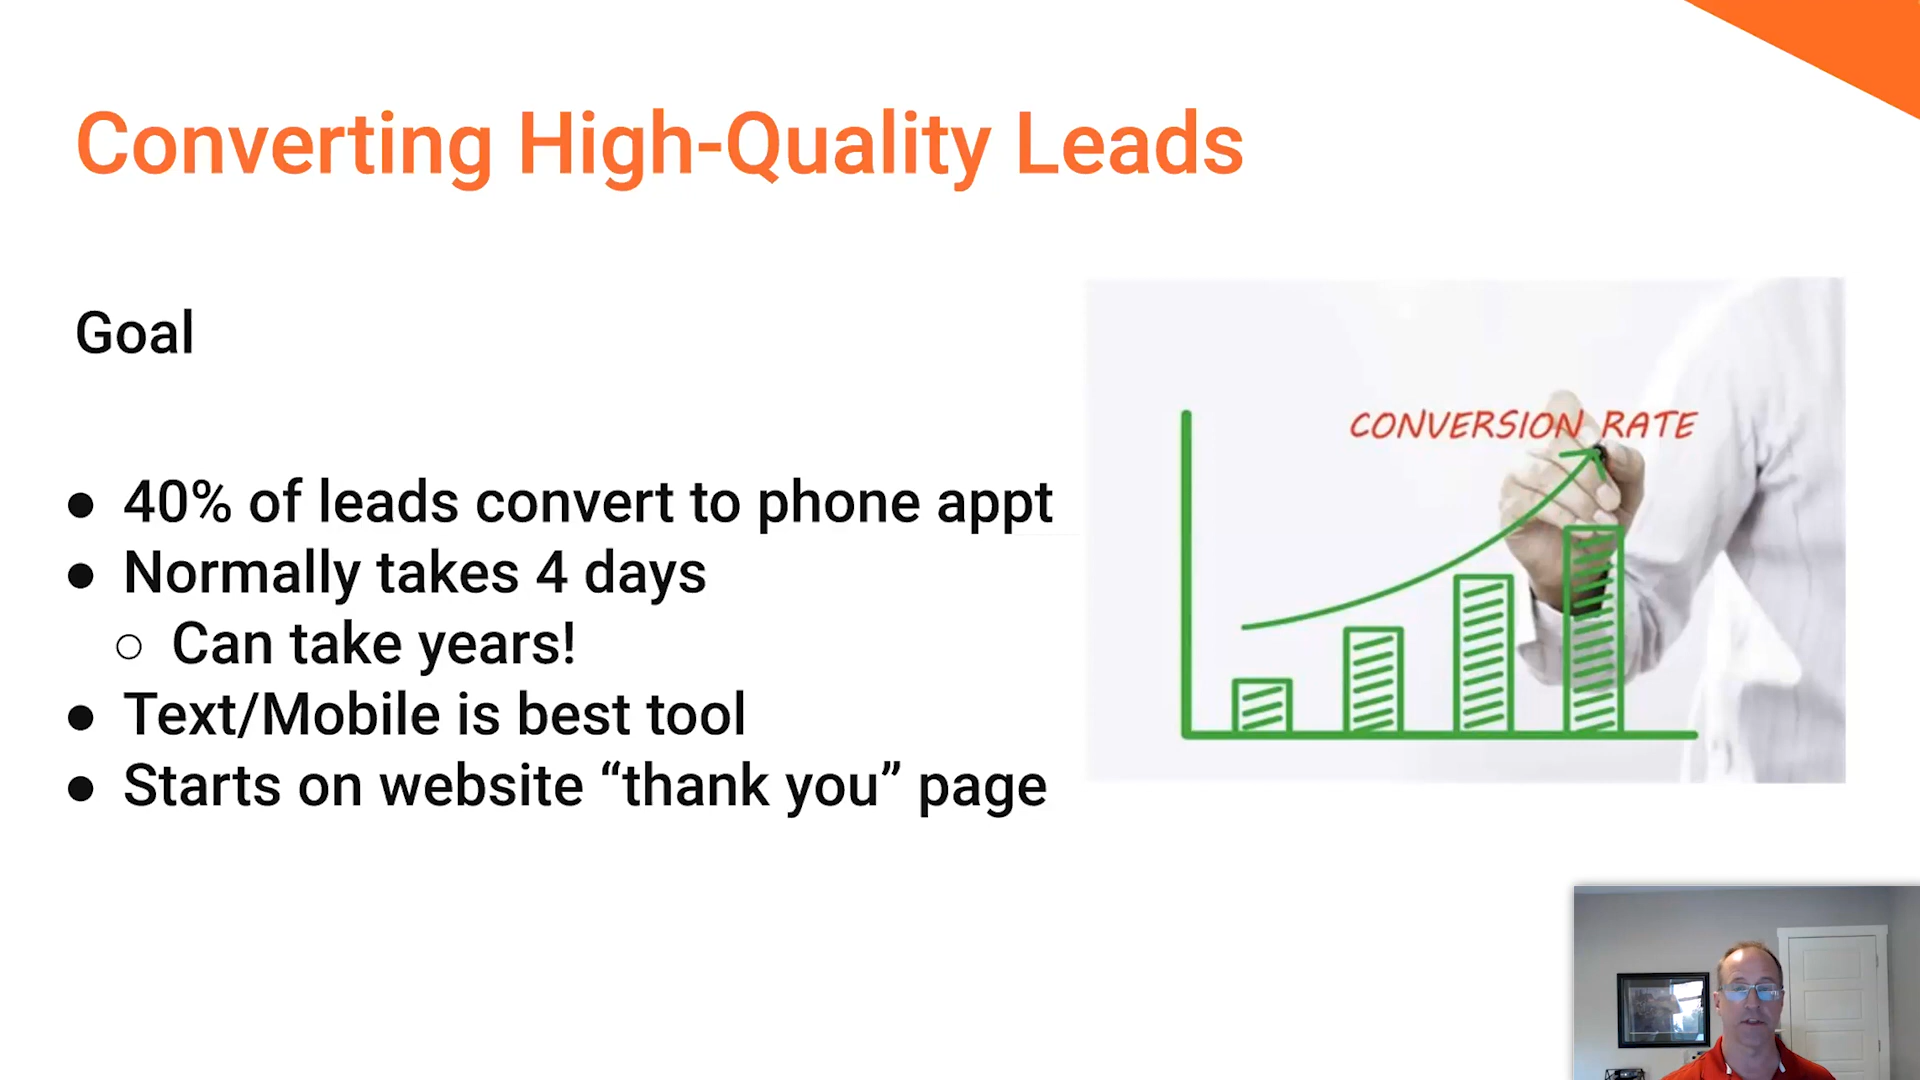 Converting High-Quality Leads
Goal
● 40% of leads convert to phone appt
● Normally takes 4 days
○ Can take years!
● Text/Mobile is best tool
● Starts on website “thank you” page
CONVERSION RATE